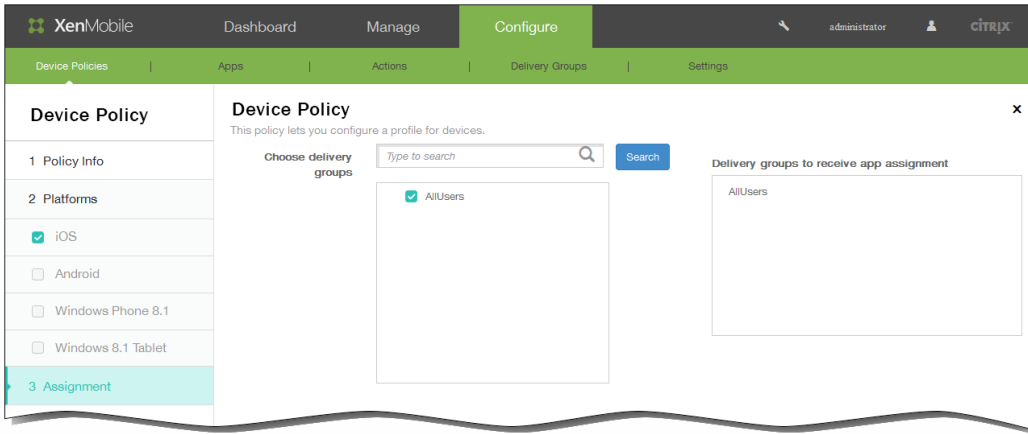 XenMobile Dashboard Manage Configure administrator CİTRIX
Device Policies | Apps | Actions | Delivery Groups | Settings
Device Policy
1 Policy Info
2 Platforms
iOS
Android
Windows Phone 8.1
Windows 8.1 Tablet
3 Assignment
Device Policy x
This policy lets you configure a profile for devices.
Choose delivery
groups
Type to search Search
AllUsers
Delivery groups to receive app assignment
AllUsers